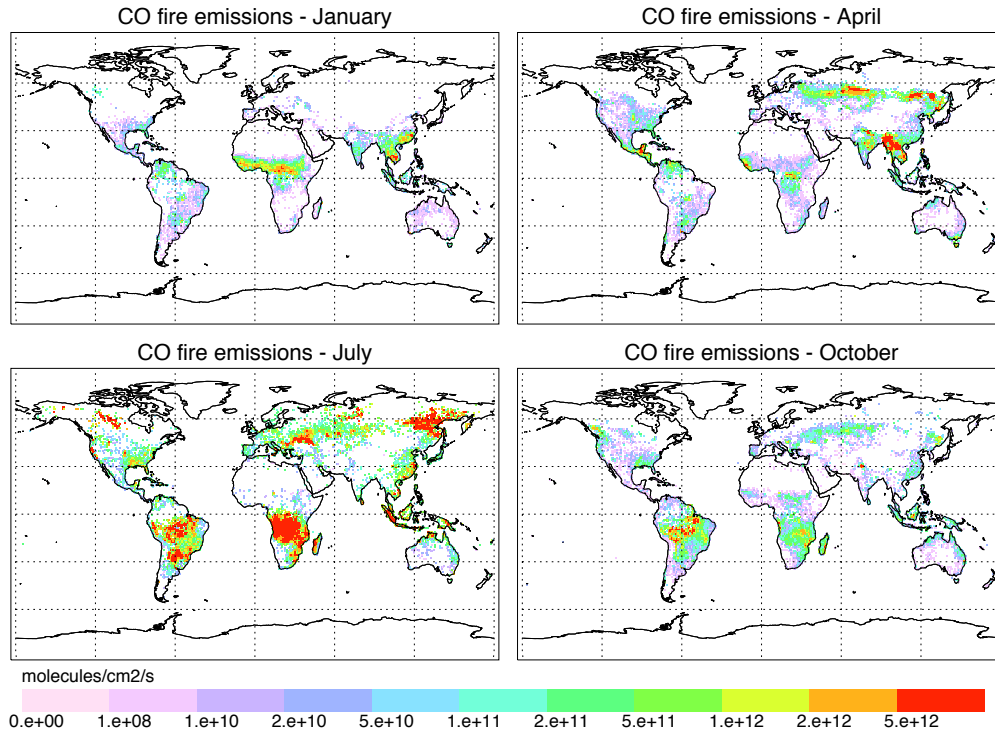 CO fire emissions - January
CO fire emissions - April
CO fire emissions - July
CO fire emissions - October
molecules/cm2/s
0.e+00 1.e+08 1.e+10 2.e+10 5.e+10 1.e+11 2.e+11 5.e+11 1.e+12 2.e+12 5.e+12